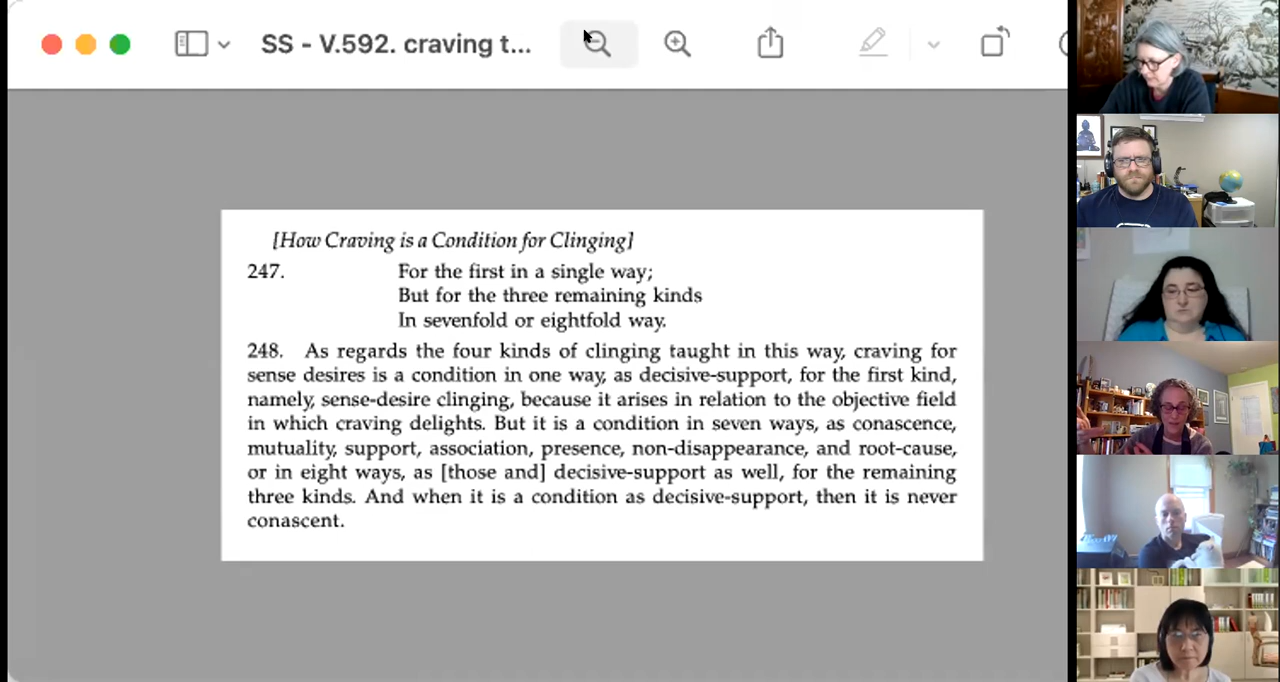 SS - V.592. craving t...
[How Craving is a Condition for Clinging]
247. For the first in a single way;
But for the three remaining kinds
In sevenfold or eightfold way.
248. As regards the four kinds of clinging taught in this way, craving for
sense desires is a condition in one way, as decisive-support, for the first kind,
namely, sense-desire clinging, because it arises in relation to the objective field
in which craving delights. But it is a condition in seven ways, as conascence,
mutuality, support, association, presence, non-disappearance, and root-cause,
or in eight ways, as [those and] decisive-support as well, for the remaining
three kinds. And when it is a condition as decisive-support, then it is never
conascent.